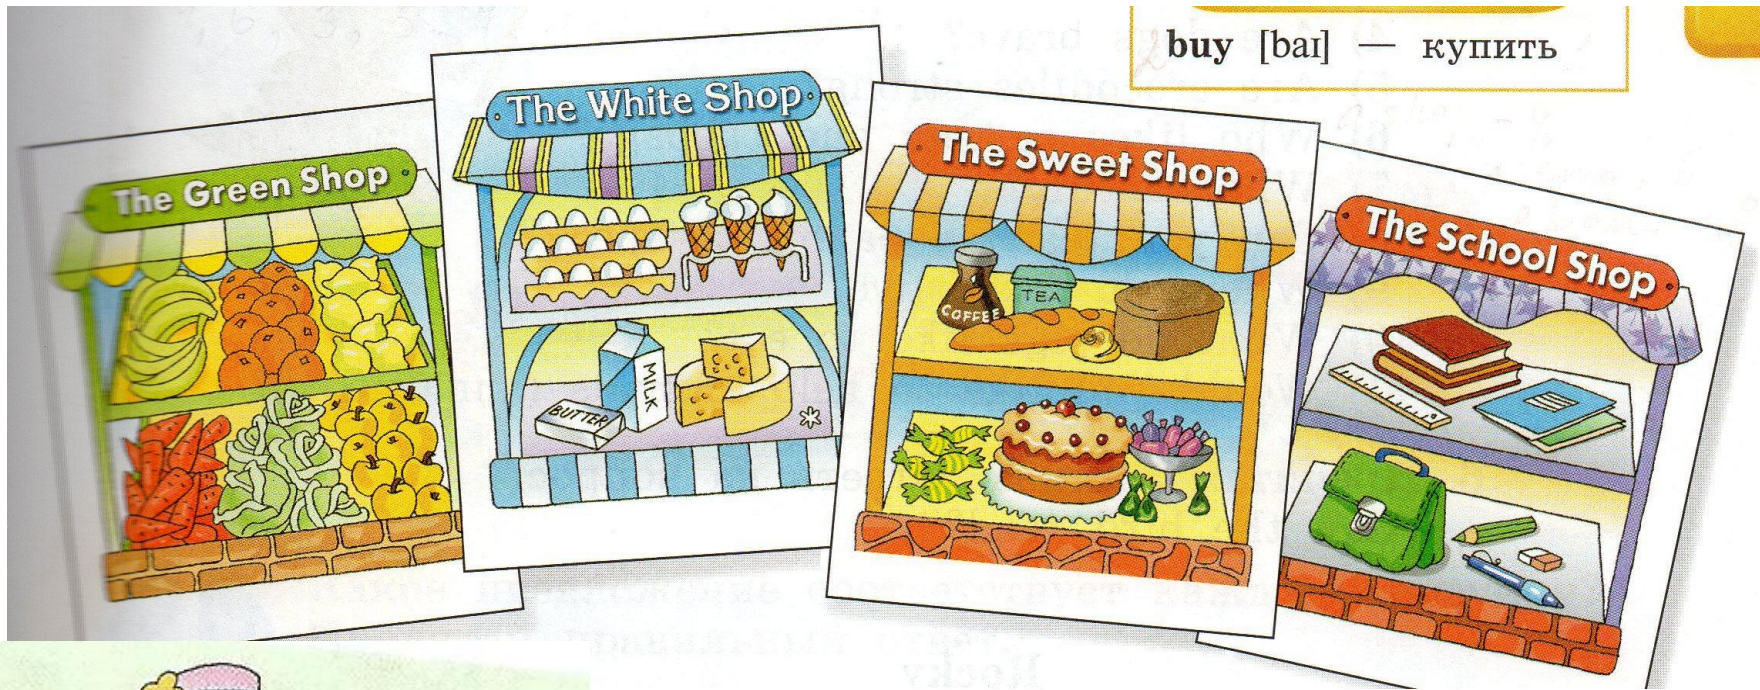 buy [baɪ] — купить
The Green Shop
The White Shop
The Sweet Shop
The School Shop
BUTTER
MILK
COFFEE
TEA